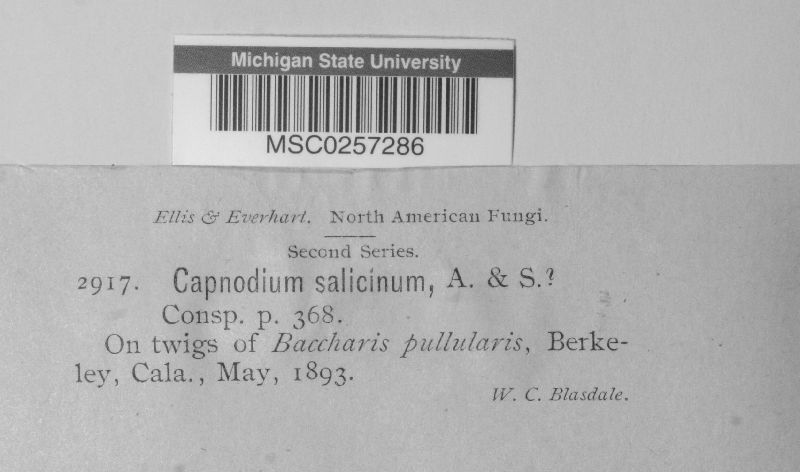 Michigan State University
MSC0257286
Ellis & Everhart. North American Fungi.
Second Series.
2917. Capnodium salicinum, A. & S.?
Consp. p. 368.
On twigs of Baccharis pullularis, Berke-
ley, Cala., May, 1893.
W. C. Blasdale.